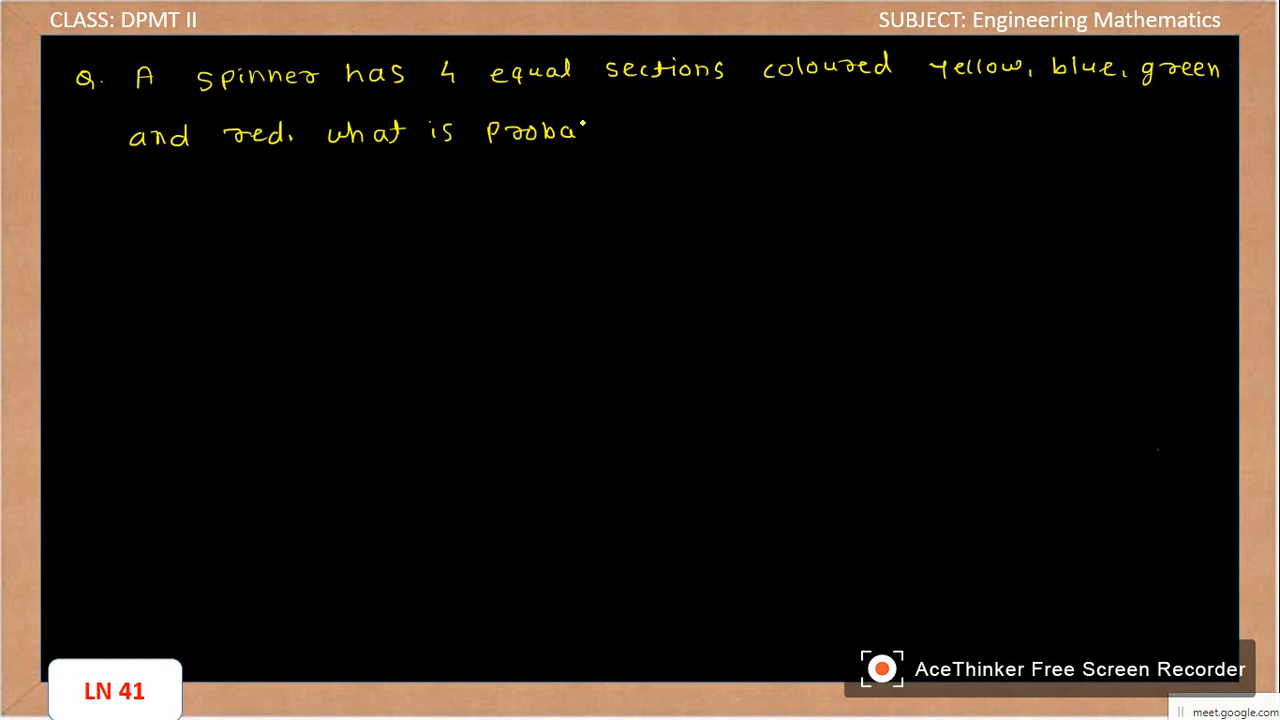 CLASS: DPMT II
SUBJECT: Engineering Mathematics
Q. A spinner has 4 equal sections coloured yellow, blue, green
and red. what is proba
LN 41
AceThinker Free Screen Recorder
meet.google.com